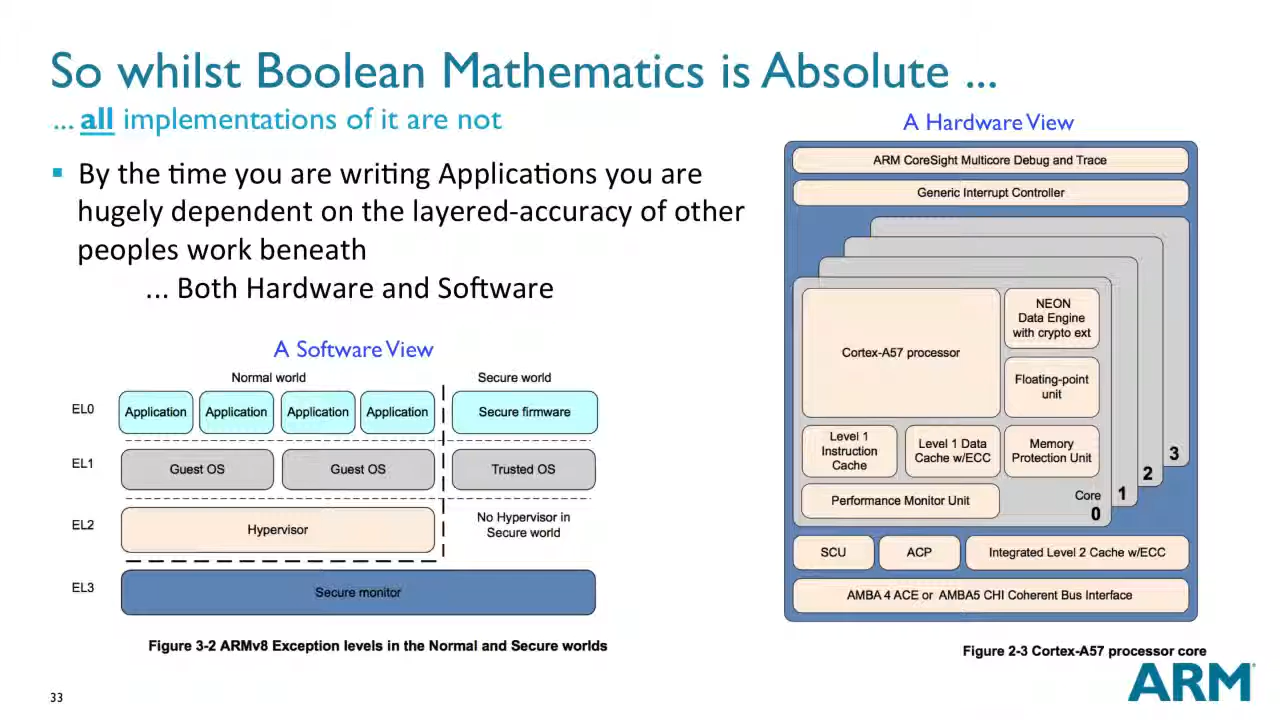 So whilst Boolean Mathematics is Absolute ...
... all implementations of it are not
▪ By the time you are writing Applications you are
hugely dependent on the layered-accuracy of other
peoples work beneath
... Both Hardware and Software
A Software View
Normal world
Secure world
EL0
Application
Application
Application
Application
Secure firmware
EL1
Guest OS
Guest OS
Trusted OS
EL2
Hypervisor
No Hypervisor in
Secure world
EL3
Secure monitor
Figure 3-2 ARMv8 Exception levels in the Normal and Secure worlds
A Hardware View
ARM CoreSight Multicore Debug and Trace
Generic Interrupt Controller
Cortex-A57 processor
NEON
Data Engine
with crypto ext
Floating-point
unit
Level 1
Instruction
Cache
Level 1 Data
Cache w/ECC
Memory
Protection Unit
Performance Monitor Unit
Core
0
1
2
3
SCU
ACP
Integrated Level 2 Cache w/ECC
AMBA 4 ACE or AMBA5 CHI Coherent Bus Interface
Figure 2-3 Cortex-A57 processor core
33
ARM